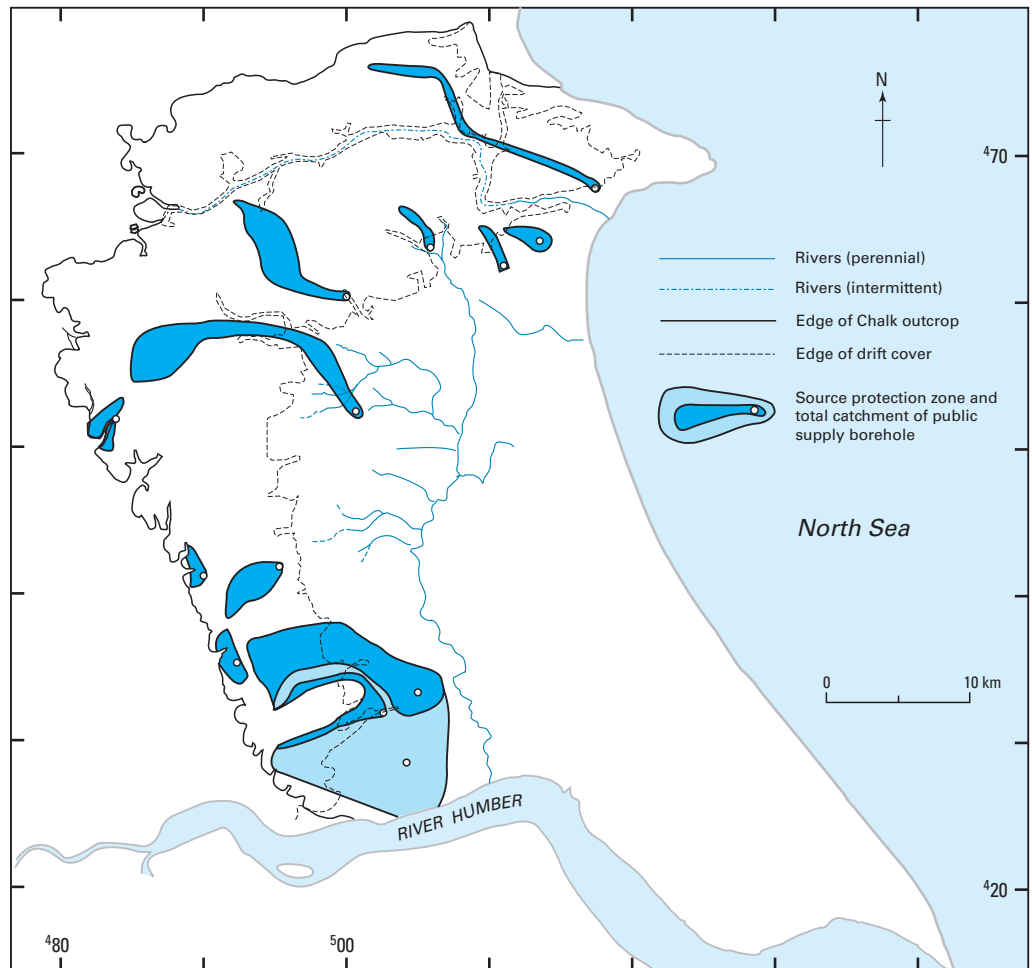 N
⁴70
Rivers (perennial)
Rivers (intermittent)
Edge of Chalk outcrop
Edge of drift cover
Source protection zone and
total catchment of public
supply borehole
North Sea
0 10 km
RIVER HUMBER
⁴20
⁴80
⁵00